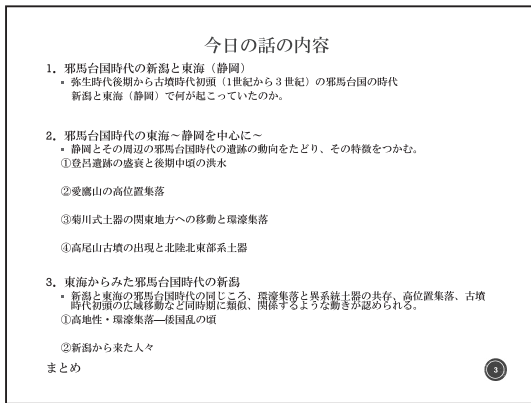 今日の話の内容
1．邪馬台国時代の新潟と東海（静岡）
▪ 弥生時代後期から古墳時代初頭（1世紀から3世紀）の邪馬台国の時代
新潟と東海（静岡）で何が起こっていたのか。
2．邪馬台国時代の東海～静岡を中心に～
▪ 静岡とその周辺の邪馬台国時代の遺跡の動向をたどり、その特徴をつかむ。
①登呂遺跡の盛衰と後期中頃の洪水
②愛鷹山の高位置集落
③菊川式土器の関東地方への移動と環濠集落
④高尾山古墳の出現と北陸北東部系土器
3．東海からみた邪馬台国時代の新潟
▪ 新潟と東海の邪馬台国時代の同じころ、環濠集落と異系統土器の共存、高位置集落、古墳
時代初頭の広域移動など同時期に類似、関係するような動きが認められる。
①高地性・環濠集落―倭国乱の頃
②新潟から来た人々
まとめ
3